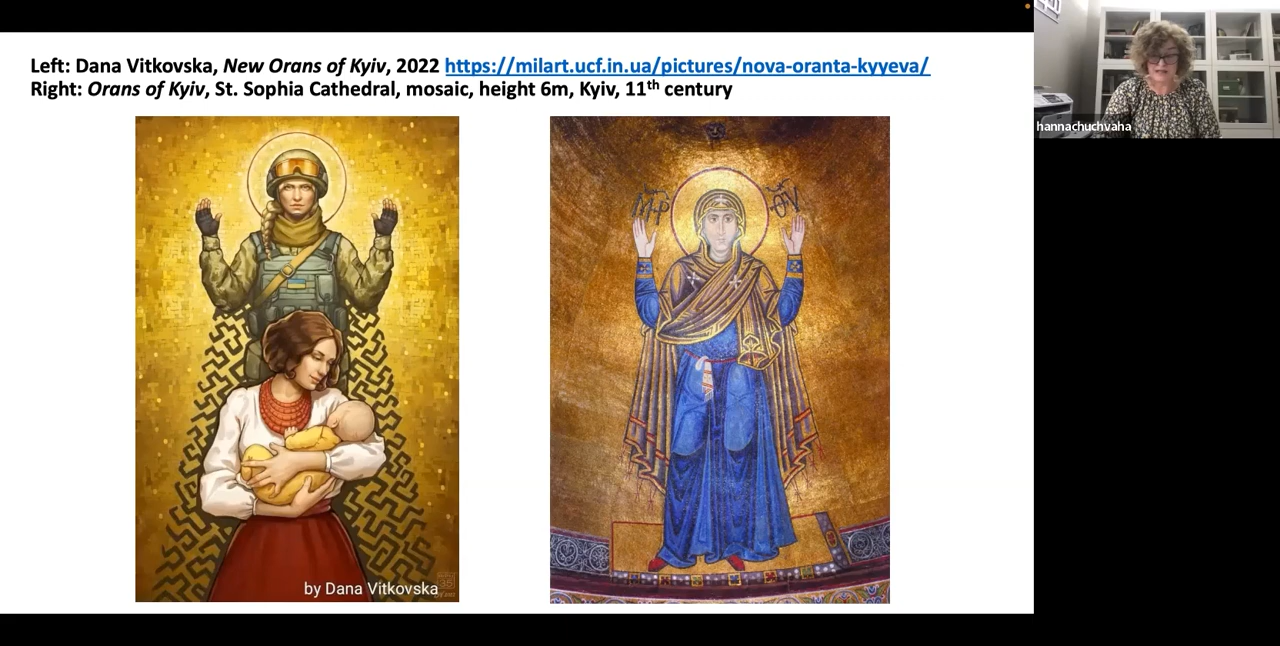 Left: Dana Vitkovska, New Orans of Kyiv, 2022 https://milart.ucf.in.ua/pictures/nova-oranta-kyyeva/
Right: Orans of Kyiv, St. Sophia Cathedral, mosaic, height 6m, Kyiv, 11th century
hannachuchvaha
ΜΡ ΘΥ
by Dana Vitkovska